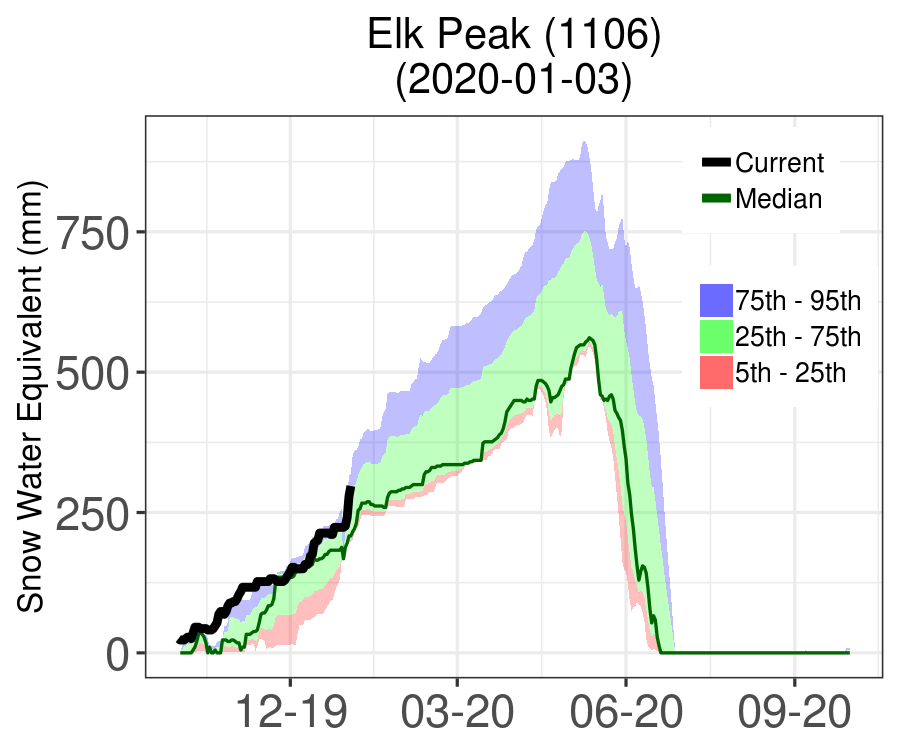 Elk Peak (1106)
(2020-01-03)
Snow Water Equivalent (mm)
750
500
250
0
12-19
03-20
06-20
09-20
Current
Median
75th - 95th
25th - 75th
5th - 25th